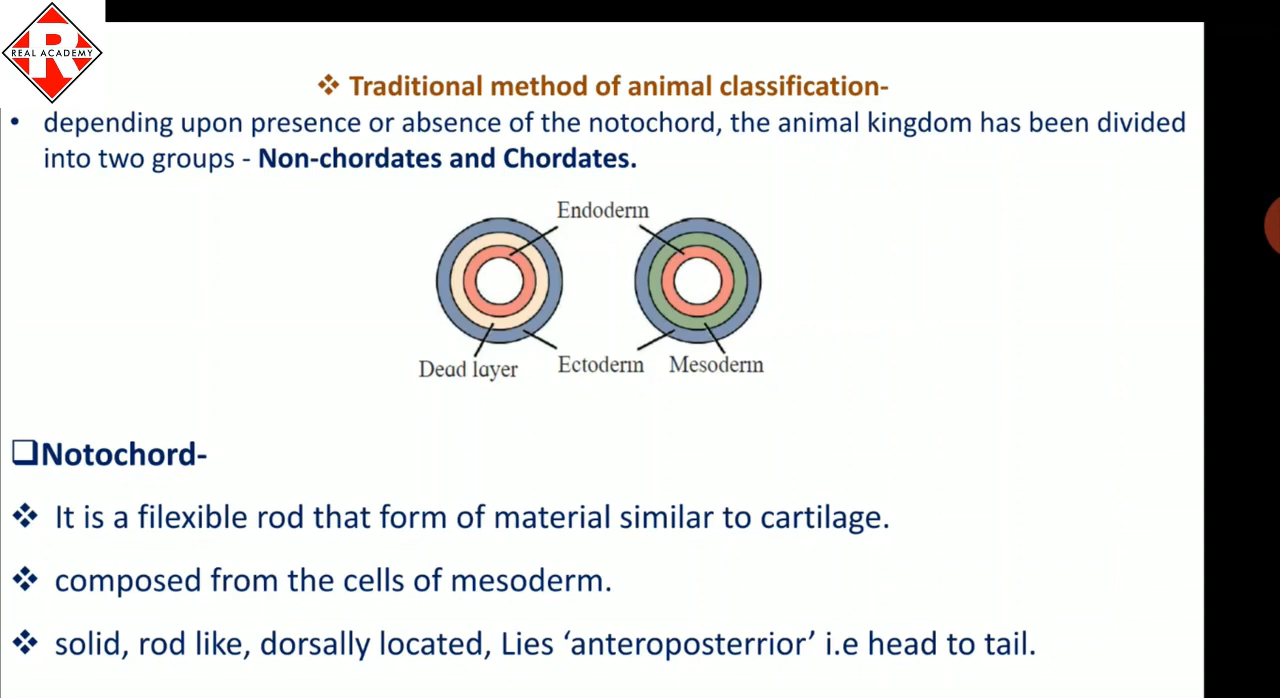 REAL ACADEMY
❖ Traditional method of animal classification-
• depending upon presence or absence of the notochord, the animal kingdom has been divided
into two groups - Non-chordates and Chordates.
Endoderm
Dead layer
Ectoderm
Mesoderm
❑Notochord-
❖ It is a filexible rod that form of material similar to cartilage.
❖ composed from the cells of mesoderm.
❖ solid, rod like, dorsally located, Lies ‘anteroposterrior’ i.e head to tail.